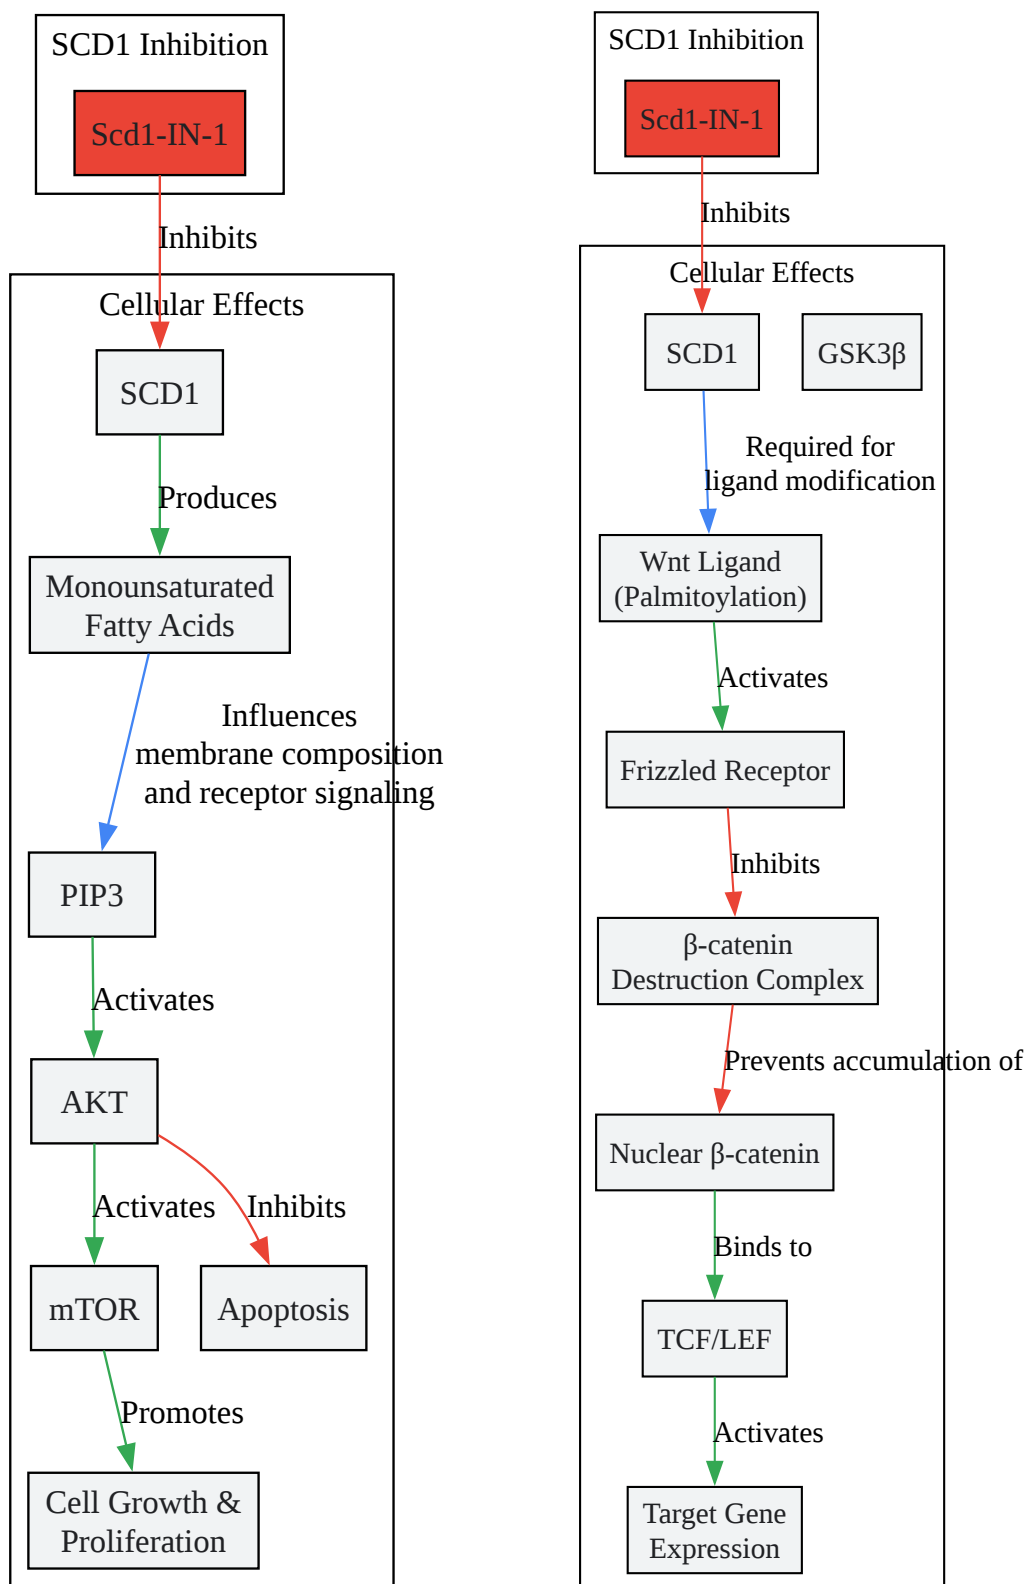 SCD1 Inhibition
Scd1-IN-1
Inhibits
Cellular Effects
SCD1
Produces
Monounsaturated
Fatty Acids
Influences
membrane composition
and receptor signaling
PIP3
Activates
AKT
Activates
Inhibits
mTOR
Apoptosis
Promotes
Cell Growth &
Proliferation
SCD1 Inhibition
Scd1-IN-1
Inhibits
Cellular Effects
SCD1
GSK3β
Required for
ligand modification
Wnt Ligand
(Palmitoylation)
Activates
Frizzled Receptor
Inhibits
β-catenin
Destruction Complex
Prevents accumulation of
Nuclear β-catenin
Binds to
TCF/LEF
Activates
Target Gene
Expression